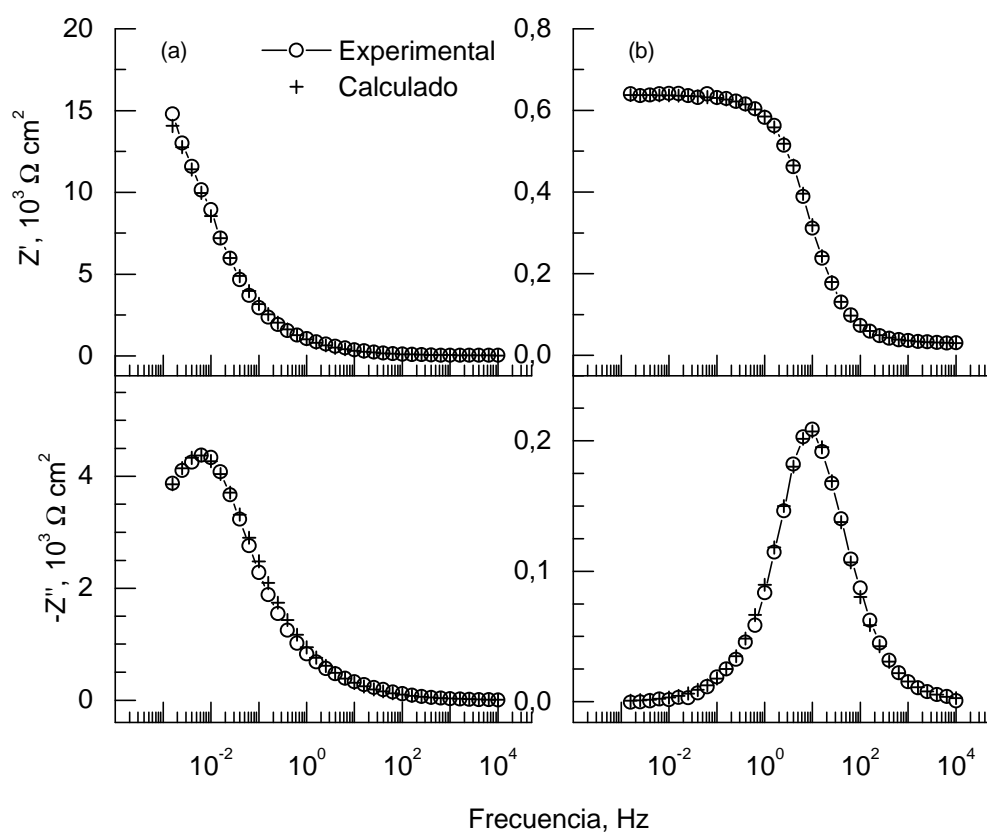 (a)
Experimental
Calculado
(b)
Z', 10³ Ω cm²
20
15
10
5
0
0,8
0,6
0,4
0,2
0,0
-Z'', 10³ Ω cm²
4
2
0
0,2
0,1
0,0
10⁻² 10⁰ 10² 10⁴
10⁻² 10⁰ 10² 10⁴
Frecuencia, Hz